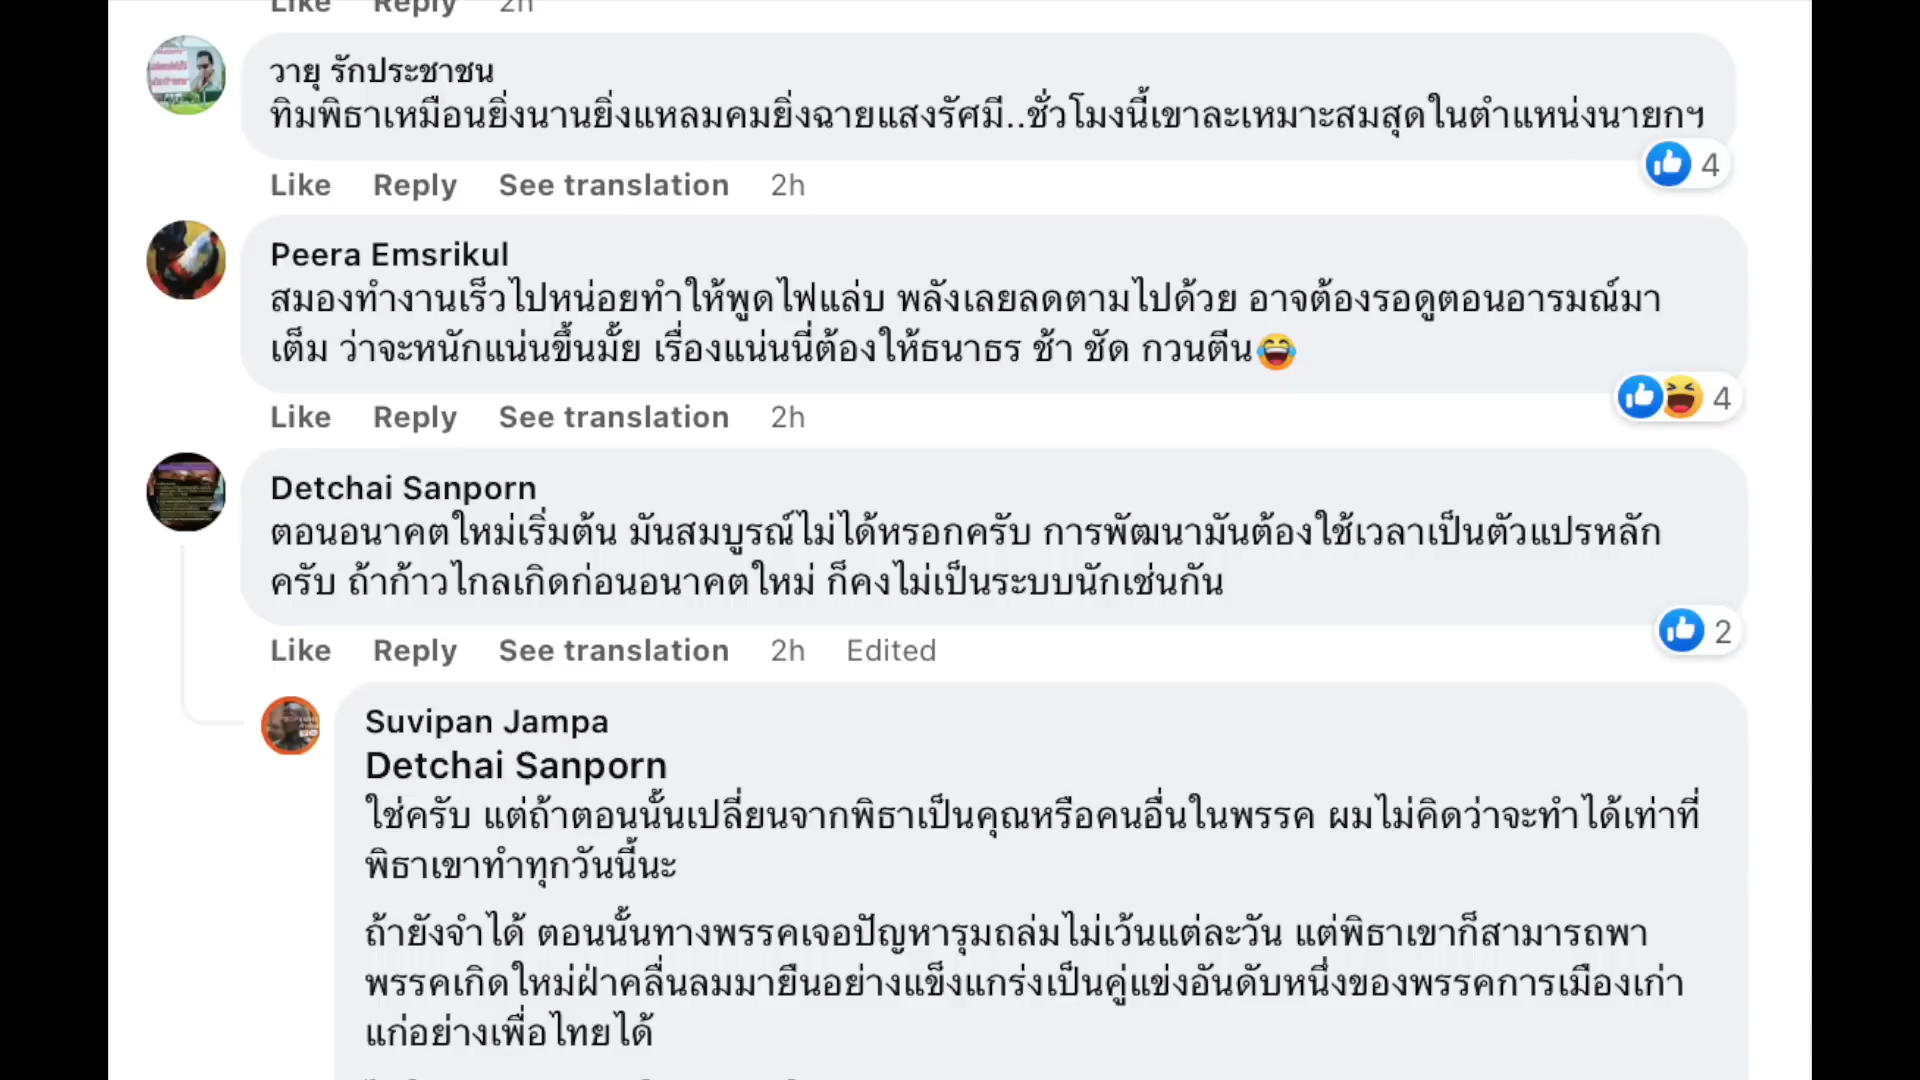 Like Reply 2h
วายุ รักประชาชน
ทิมพิธาเหมือนยิ่งนานยิ่งแหลมคมยิ่งฉายแสงรัศมี..ชั่วโมงนี้เขาละเหมาะสมสุดในตำแหน่งนายกฯ
4
Like Reply See translation 2h
Peera Emsrikul
สมองทำงานเร็วไปหน่อยทำให้พูดไฟแล่บ พลังเลยลดตามไปด้วย อาจต้องรอดูตอนอารมณ์มา
เต็ม ว่าจะหนักแน่นขึ้นมั้ย เรื่องแน่นนี่ต้องให้ธนาธร ช้า ชัด กวนตีน😂
4
Like Reply See translation 2h
Detchai Sanporn
ตอนอนาคตใหม่เริ่มต้น มันสมบูรณ์ไม่ได้หรอกครับ การพัฒนามันต้องใช้เวลาเป็นตัวแปรหลัก
ครับ ถ้าก้าวไกลเกิดก่อนอนาคตใหม่ ก็คงไม่เป็นระบบนักเช่นกัน
2
Like Reply See translation 2h Edited
Suvipan Jampa
Detchai Sanporn
ใช่ครับ แต่ถ้าตอนนั้นเปลี่ยนจากพิธาเป็นคุณหรือคนอื่นในพรรค ผมไม่คิดว่าจะทำได้เท่าที่
พิธาเขาทำทุกวันนี้นะ
ถ้ายังจำได้ ตอนนั้นทางพรรคเจอปัญหารุมถล่มไม่เว้นแต่ละวัน แต่พิธาเขาก็สามารถพา
พรรคเกิดใหม่ฝ่าคลื่นลมมายืนอย่างแข็งแกร่งเป็นคู่แข่งอันดับหนึ่งของพรรคการเมืองเก่า
แก่อย่างเพื่อไทยได้